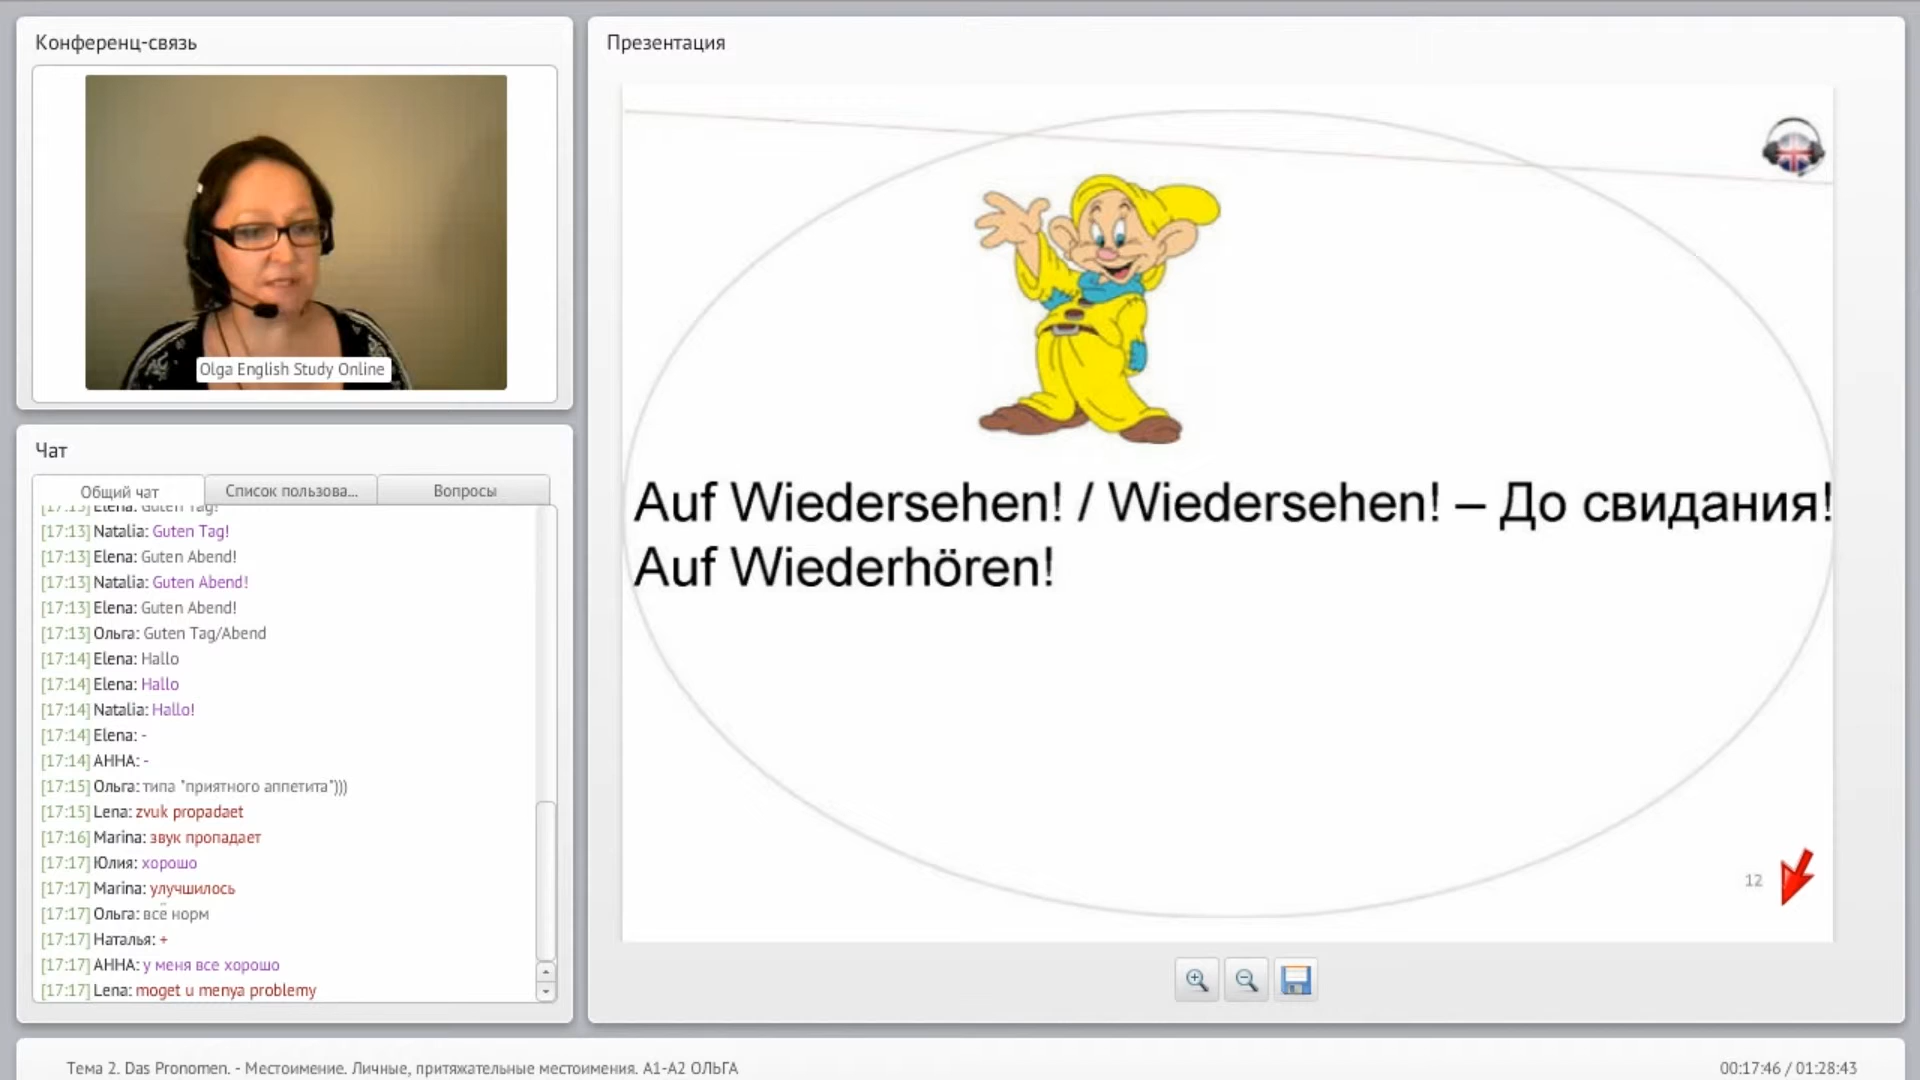 Конференц-связь
Olga English Study Online
Чат
Общий чат
Список пользова...
Вопросы
[17:13] Elena: Guten Tag!
[17:13] Natalia: Guten Tag!
[17:13] Elena: Guten Abend!
[17:13] Natalia: Guten Abend!
[17:13] Elena: Guten Abend!
[17:13] Ольга: Guten Tag/Abend
[17:14] Elena: Hallo
[17:14] Elena: Hallo
[17:14] Natalia: Hallo!
[17:14] Elena: -
[17:14] АННА: -
[17:15] Ольга: типа "приятного аппетита")))
[17:15] Lena: zvuk propadaet
[17:16] Marina: звук пропадает
[17:17] Юлия: хорошо
[17:17] Marina: улучшилось
[17:17] Ольга: всё норм
[17:17] Наталья: +
[17:17] АННА: у меня все хорошо
[17:17] Lena: moget u menya problemy
Презентация
Auf Wiedersehen! / Wiedersehen! – До свидания!
Auf Wiederhören!
12
Тема 2. Das Pronomen. - Местоимение. Личные, притяжательные местоимения. А1-А2 ОЛЬГА
00:17:46 / 01:28:43